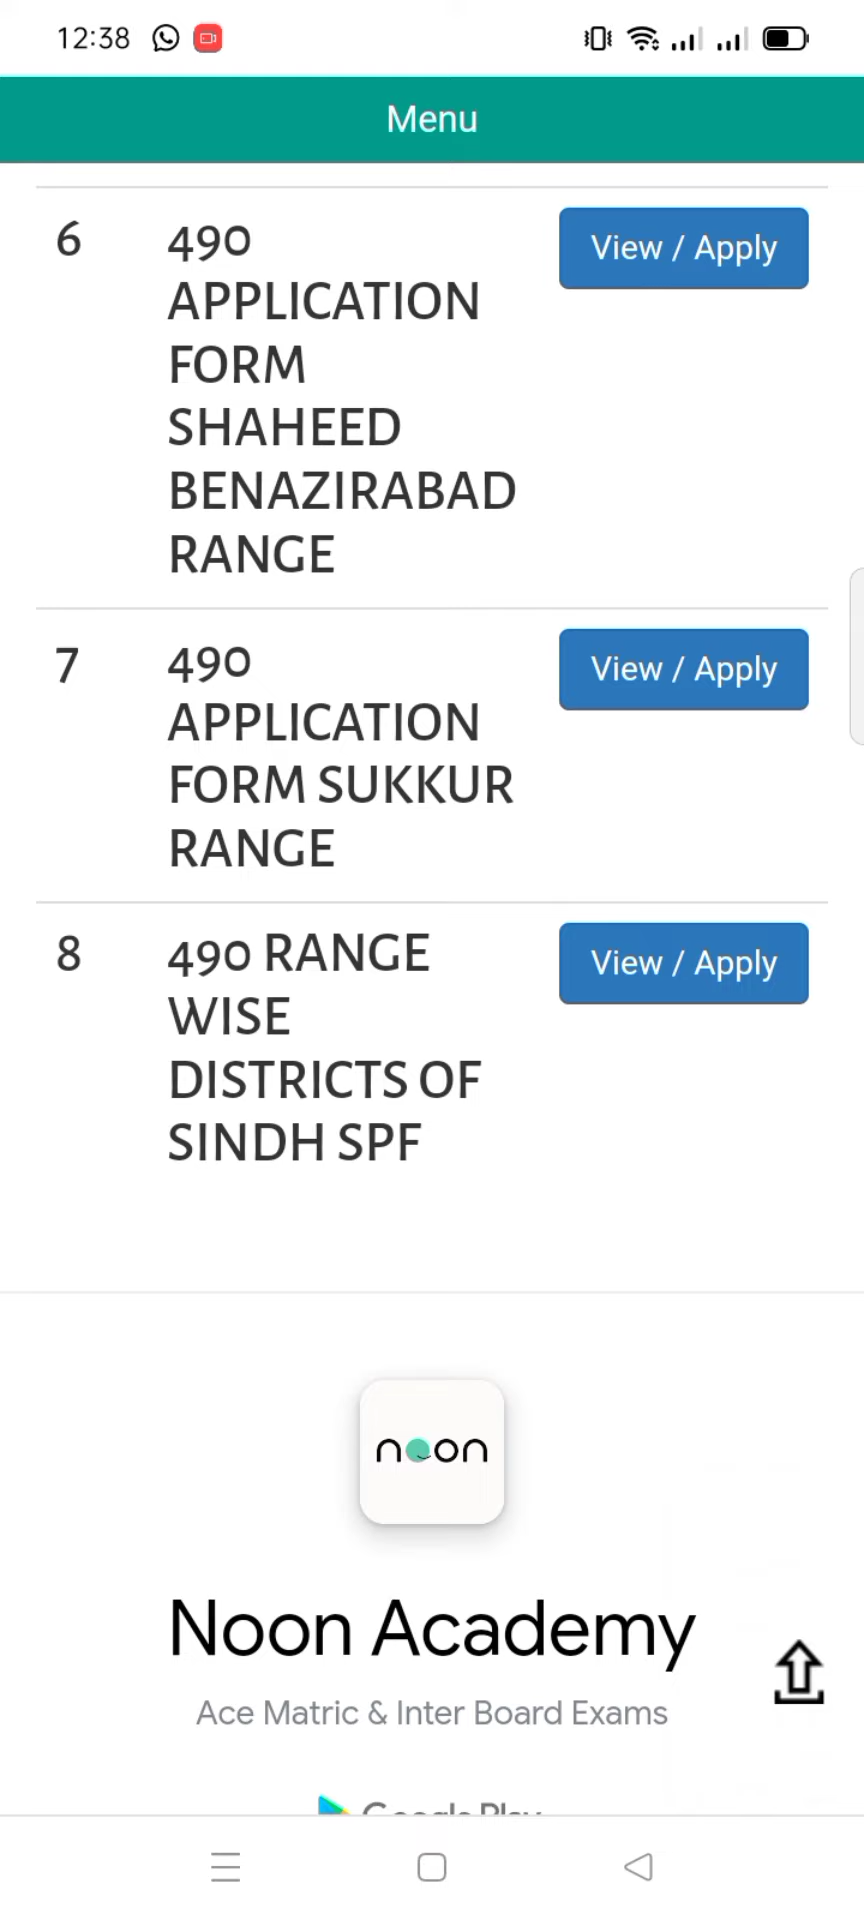 12:38
Menu
6
490
APPLICATION
FORM
SHAHEED
BENAZIRABAD
RANGE
View / Apply
7
490
APPLICATION
FORM SUKKUR
RANGE
View / Apply
8
490 RANGE
WISE
DISTRICTS OF
SINDH SPF
View / Apply
noon
Noon Academy
Ace Matric & Inter Board Exams
Google Play